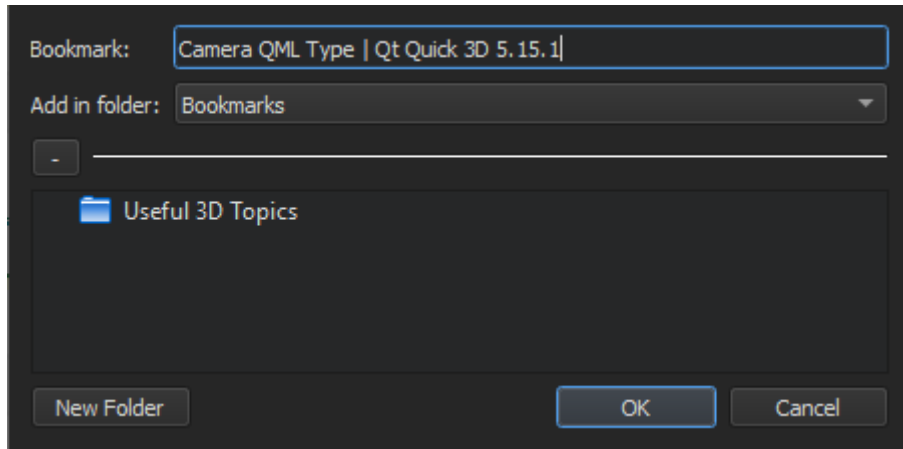 Bookmark: Camera QML Type | Qt Quick 3D 5.15.1
Add in folder: Bookmarks
-
Useful 3D Topics
New Folder OK Cancel